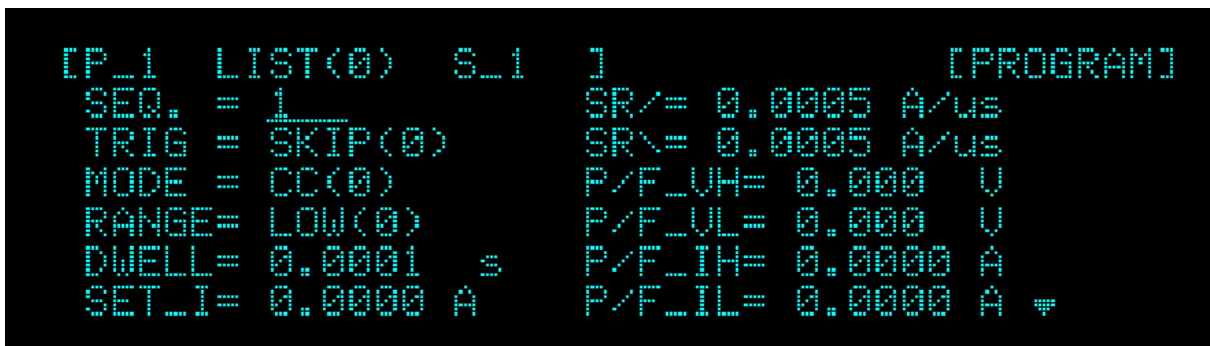 [P_1 LIST(0) S_1 ] [PROGRAM]
SEQ. = 1 SR/= 0.0005 A/us
TRIG = SKIP(0) SR\= 0.0005 A/us
MODE = CC(0) P/F_VH= 0.000 V
RANGE= LOW(0) P/F_VL= 0.000 V
DWELL= 0.0001 s P/F_IH= 0.0000 A
SET_I= 0.0000 A P/F_IL= 0.0000 A